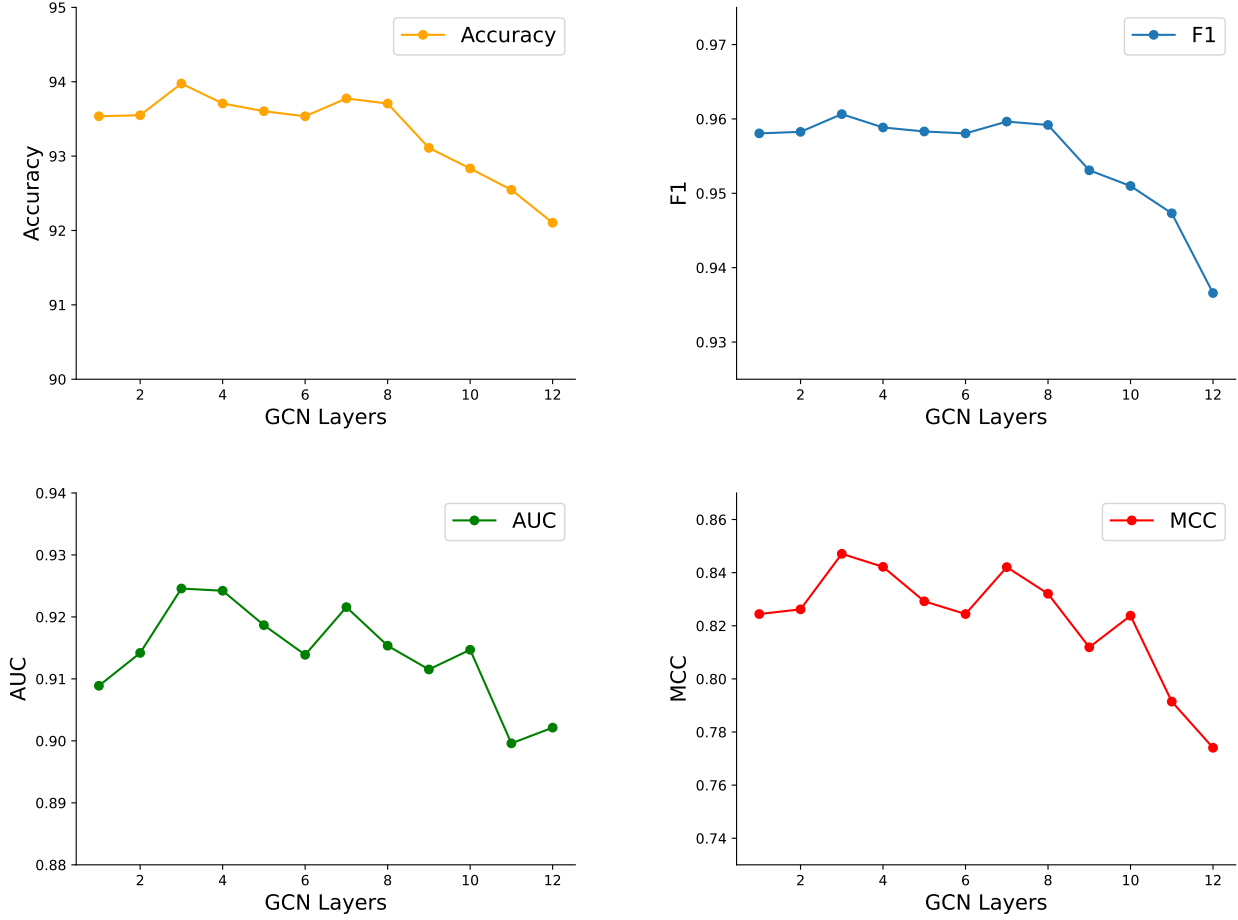 95
94
93
92
91
90
Accuracy
Accuracy
2 4 6 8 10 12
GCN Layers
0.97
0.96
0.95
0.94
0.93
F1
F1
2 4 6 8 10 12
GCN Layers
0.94
0.93
0.92
0.91
0.90
0.89
0.88
AUC
AUC
2 4 6 8 10 12
GCN Layers
0.86
0.84
0.82
0.80
0.78
0.76
0.74
MCC
MCC
2 4 6 8 10 12
GCN Layers